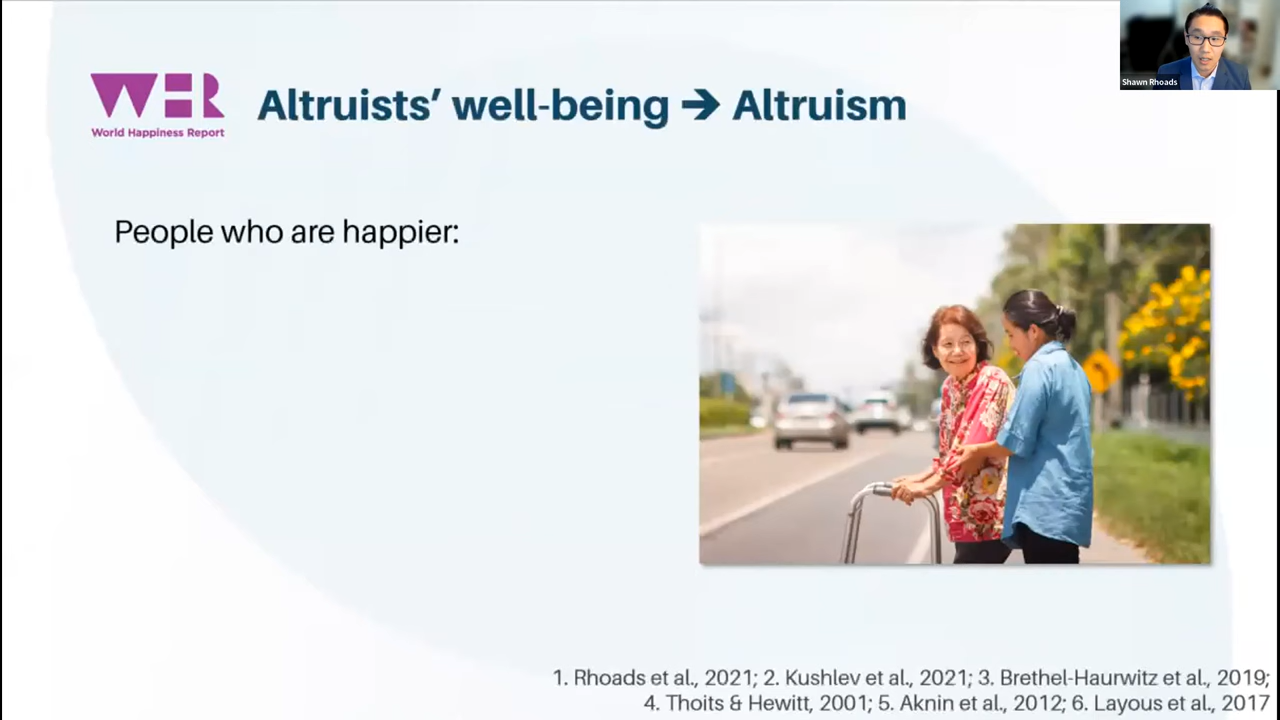 Shawn Rhoads
WHR
World Happiness Report
Altruists’ well-being → Altruism
People who are happier:
1. Rhoads et al., 2021; 2. Kushlev et al., 2021; 3. Brethel-Haurwitz et al., 2019;
4. Thoits & Hewitt, 2001; 5. Aknin et al., 2012; 6. Layous et al., 2017